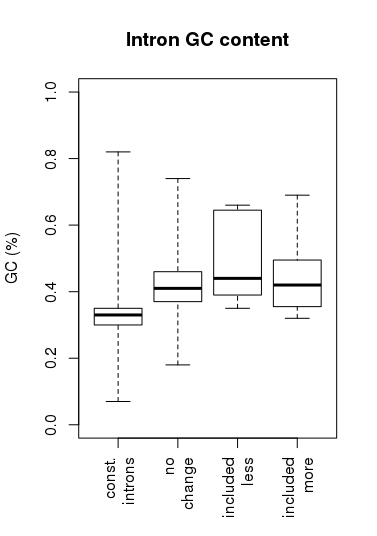 Intron GC content
GC (%)
1.0
0.8
0.6
0.4
0.2
0.0
const.
introns
no
change
included
less
included
more